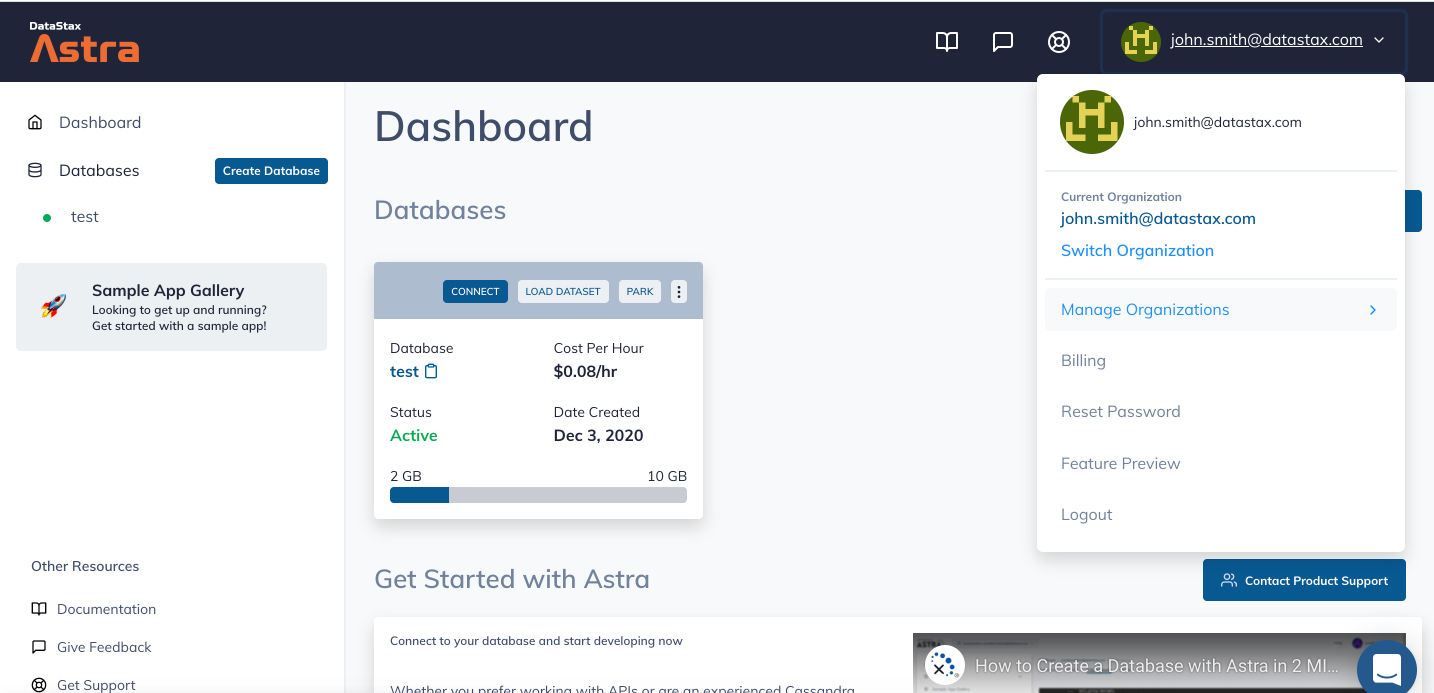 DataStax
Astra
john.smith@datastax.com
Dashboard
Databases
Create Database
test
Sample App Gallery
Looking to get up and running?
Get started with a sample app!
Other Resources
Documentation
Give Feedback
Get Support
Dashboard
Databases
CONNECT
LOAD DATASET
PARK
Database
Cost Per Hour
test
$0.08/hr
Status
Date Created
Active
Dec 3, 2020
2 GB
10 GB
Get Started with Astra
Contact Product Support
Connect to your database and start developing now
Whether you prefer working with APIs or are an experienced Cassandra
How to Create a Database with Astra in 2 MI...
john.smith@datastax.com
Current Organization
john.smith@datastax.com
Switch Organization
Manage Organizations
Billing
Reset Password
Feature Preview
Logout